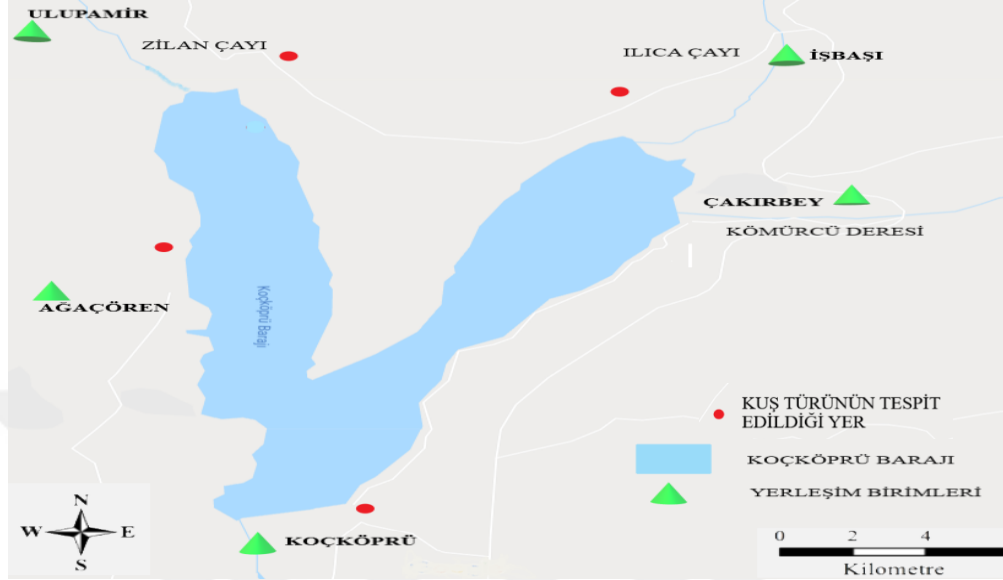 ULUPAMİR
ZİLAN ÇAYI
ILICA ÇAYI
İŞBAŞI
ÇAKIRBEY
KÖMÜRCÜ DERESİ
AĞAÇÖREN
Koçköprü Barajı
KUŞ TÜRÜNÜN TESPİT
EDİLDİĞİ YER
KOÇKÖPRÜ BARAJI
YERLEŞİM BİRİMLERİ
N
W E
S
KOÇKÖPRÜ
0 2 4
Kilometre